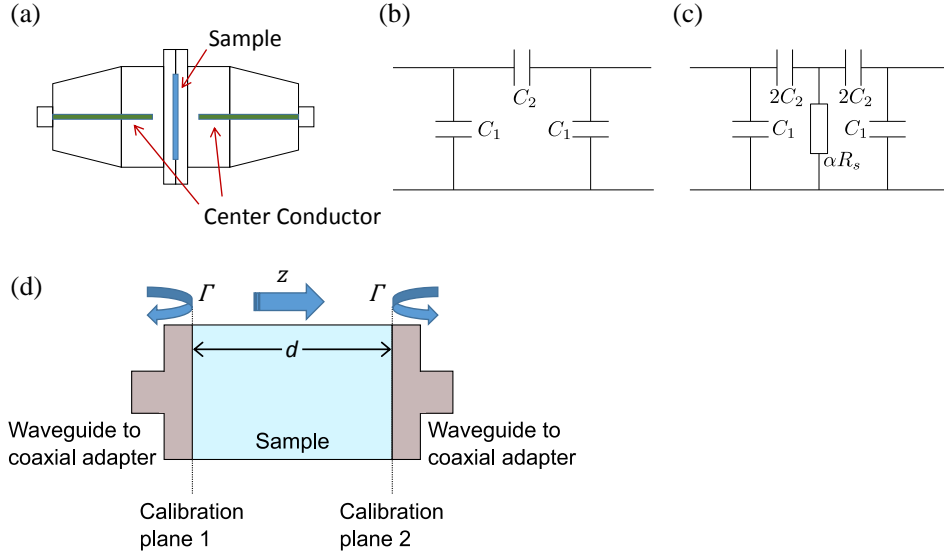 (a)
Sample
Center Conductor
(b)
C₂
C₁
C₁
(c)
2C₂
2C₂
C₁
C₁
αRₛ
(d)
Γ
z
Γ
d
Sample
Waveguide to
coaxial adapter
Waveguide to
coaxial adapter
Calibration
plane 1
Calibration
plane 2